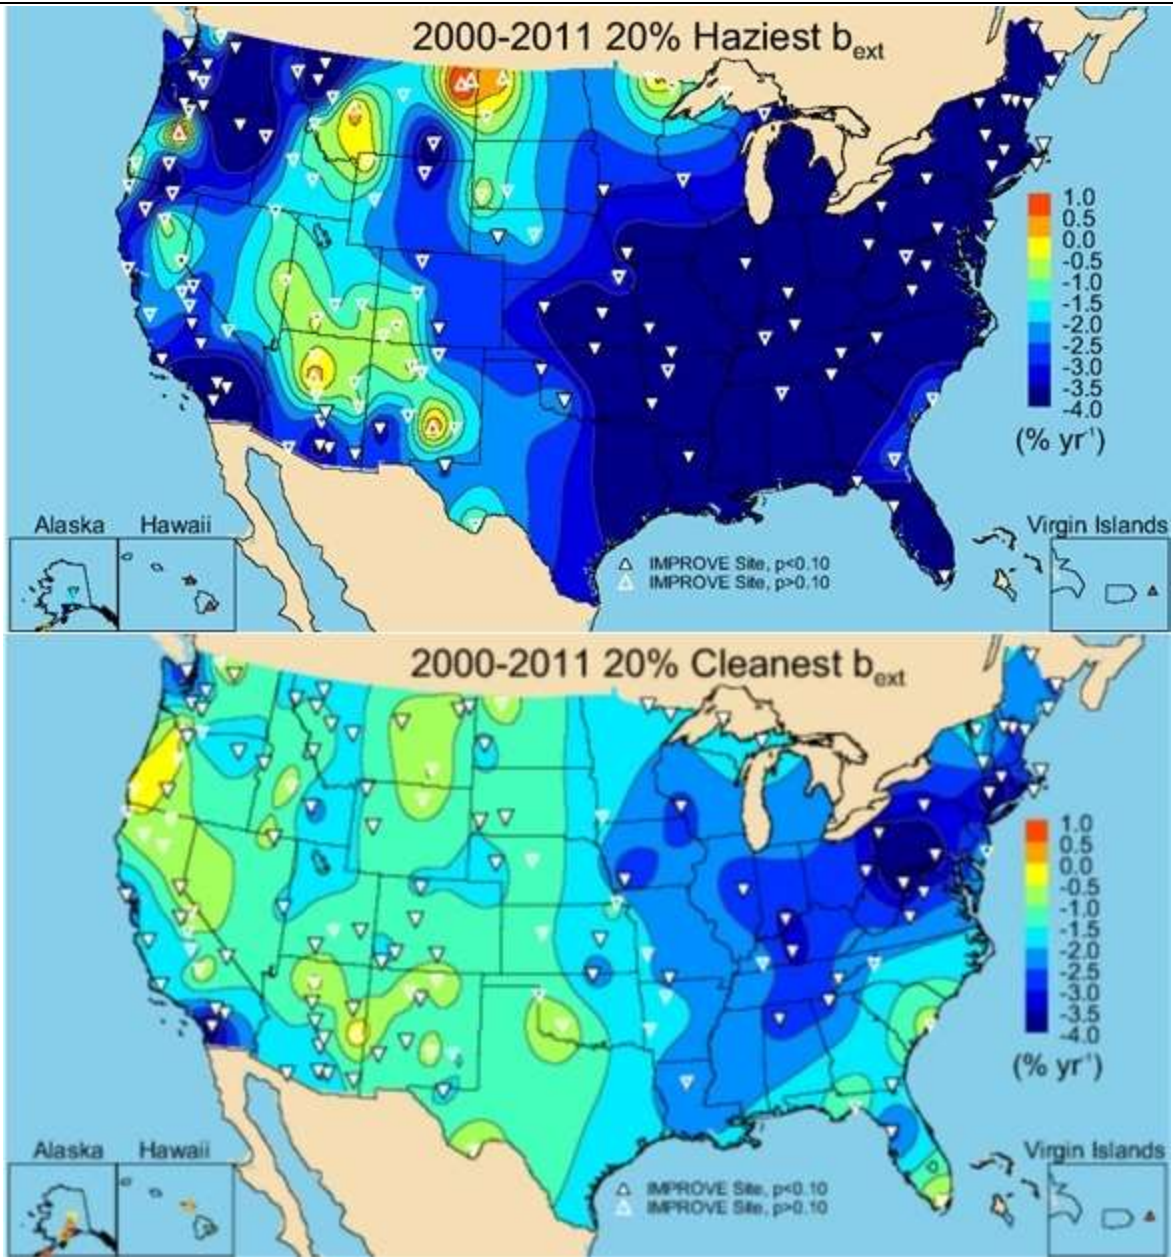 2000-2011 20% Haziest bext
1.0
0.5
0.0
-0.5
-1.0
-1.5
-2.0
-2.5
-3.0
-3.5
-4.0
(% yr-1)
Alaska
Hawaii
Virgin Islands
IMPROVE Site, p<0.10
IMPROVE Site, p>0.10
2000-2011 20% Cleanest bext
1.0
0.5
0.0
-0.5
-1.0
-1.5
-2.0
-2.5
-3.0
-3.5
-4.0
(% yr-1)
Alaska
Hawaii
Virgin Islands
IMPROVE Site, p<0.10
IMPROVE Site, p>0.10